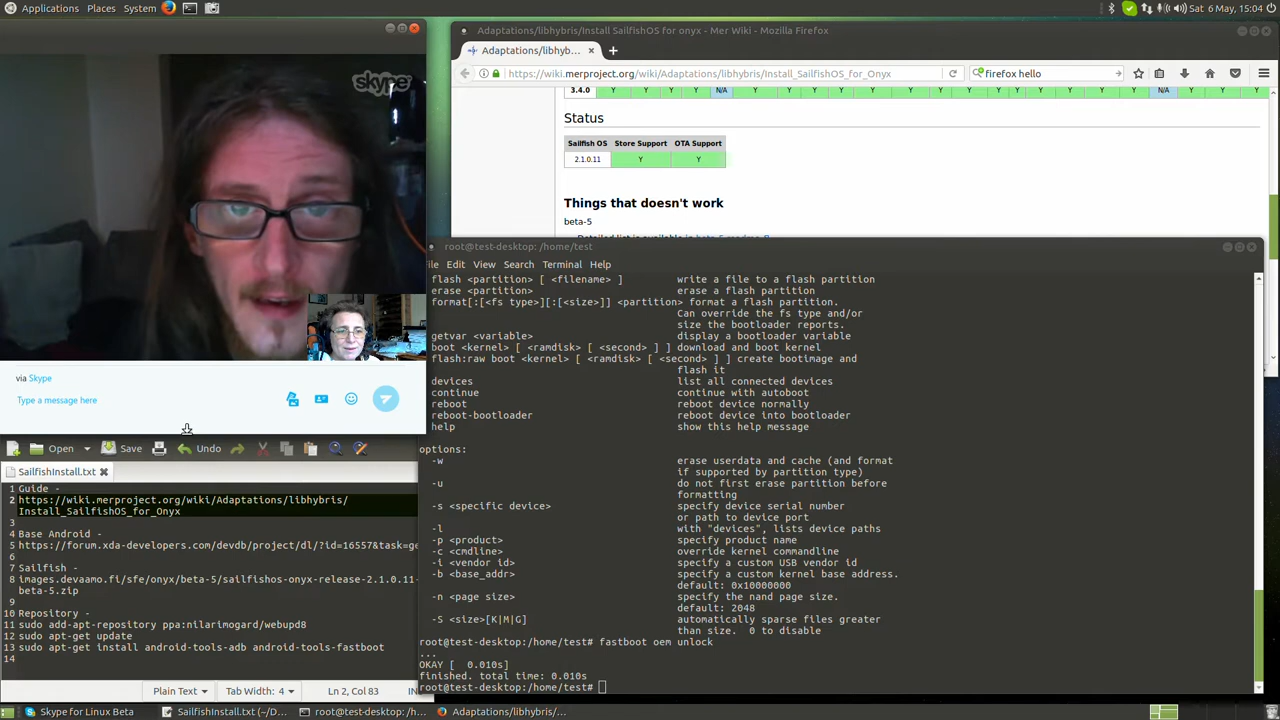 Applications Places System
Sat 6 May, 15:04
skype
via Skype
Type a message here
Adaptations/libhybris/Install SailfishOS for onyx - Mer Wiki - Mozilla Firefox
Adaptations/libhyb...
https://wiki.merproject.org/wiki/Adaptations/libhybris/Install_SailfishOS_for_Onyx
firefox hello
3.4.0 Y Y Y Y N/A Y Y Y Y Y Y Y Y Y Y N/A Y Y Y
Status
Sailfish OS Store Support OTA Support
2.1.0.11 Y Y
Things that doesn't work
beta-5
root@test-desktop: /home/test
File Edit View Search Terminal Help
flash <partition> [ <filename> ] write a file to a flash partition
erase <partition> erase a flash partition
format[:[<fs type>][:[<size>]] <partition> format a flash partition.
Can override the fs type and/or
size the bootloader reports.
getvar <variable> display a bootloader variable
boot <kernel> [ <ramdisk> [ <second> ] ] download and boot kernel
flash:raw boot <kernel> [ <ramdisk> [ <second> ] ] create bootimage and
flash it
devices list all connected devices
continue continue with autoboot
reboot reboot device normally
reboot-bootloader reboot device into bootloader
help show this help message
options:
-w erase userdata and cache (and format
if supported by partition type)
-u do not first erase partition before
formatting
-s <specific device> specify device serial number
or path to device port
-l with "devices", lists device paths
-p <product> specify product name
-c <cmdline> override kernel commandline
-i <vendor id> specify a custom USB vendor id
-b <base_addr> specify a custom kernel base address.
default: 0x10000000
-n <page size> specify the nand page size.
default: 2048
-S <size>[K|M|G] automatically sparse files greater
than size. 0 to disable
root@test-desktop:/home/test# fastboot oem unlock
...
OKAY [ 0.010s]
finished. total time: 0.010s
root@test-desktop:/home/test#
Open Save Undo
SailfishInstall.txt
1 Guide -
2 https://wiki.merproject.org/wiki/Adaptations/libhybris/
Install_SailfishOS_for_Onyx
3
4 Base Android -
5 https://forum.xda-developers.com/devdb/project/dl/?id=16557&task=ge
6
7 Sailfish -
8 images.devaamo.fi/sfe/onyx/beta-5/sailfishos-onyx-release-2.1.0.11-
beta-5.zip
9
10 Repository -
11 sudo add-apt-repository ppa:nilarimogard/webupd8
12 sudo apt-get update
13 sudo apt-get install android-tools-adb android-tools-fastboot
14
Plain Text Tab Width: 4 Ln 2, Col 83
Skype for Linux Beta SailfishInstall.txt (~/D... root@test-desktop: /h... Adaptations/libhybris/...